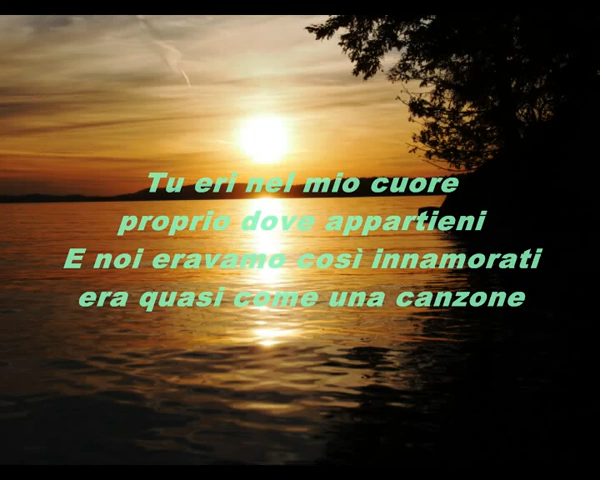 Tu eri nel mio cuore
proprio dove appartieni
E noi eravamo così innamorati
era quasi come una canzone